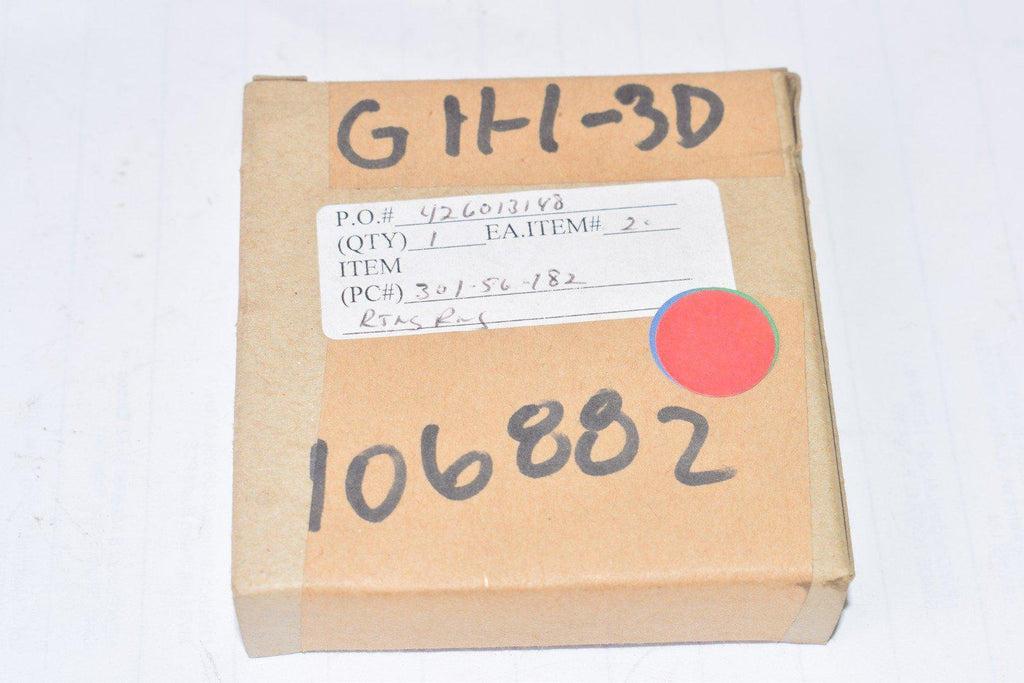 G H-1-3D
P.O.# 426013148
(QTY) 1 EA.ITEM# 2.
ITEM
(PC#) 301-56-182
106882